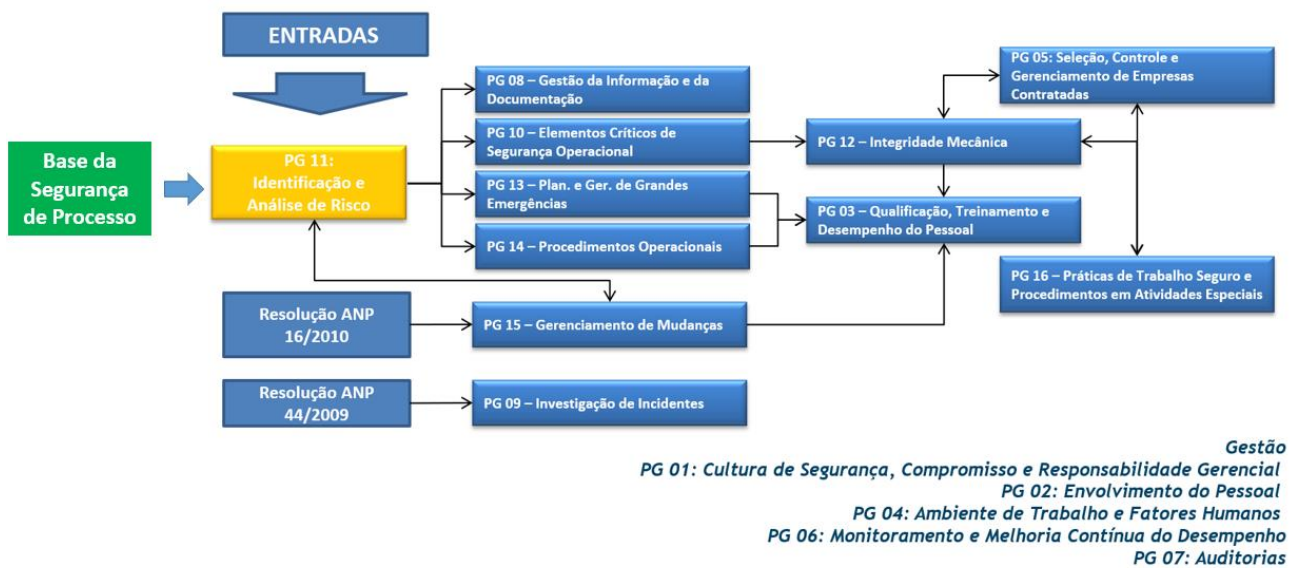 ENTRADAS
Base da
Segurança
de Processo
PG 11:
Identificação e
Análise de Risco
PG 08 – Gestão da Informação e da
Documentação
PG 10 – Elementos Críticos de
Segurança Operacional
PG 13 – Plan. e Ger. de Grandes
Emergências
PG 14 – Procedimentos Operacionais
PG 05: Seleção, Controle e
Gerenciamento de Empresas
Contratadas
PG 12 – Integridade Mecânica
PG 03 – Qualificação, Treinamento e
Desempenho do Pessoal
PG 16 – Práticas de Trabalho Seguro e
Procedimentos em Atividades Especiais
Resolução ANP
16/2010
PG 15 – Gerenciamento de Mudanças
Resolução ANP
44/2009
PG 09 – Investigação de Incidentes
Gestão
PG 01: Cultura de Segurança, Compromisso e Responsabilidade Gerencial
PG 02: Envolvimento do Pessoal
PG 04: Ambiente de Trabalho e Fatores Humanos
PG 06: Monitoramento e Melhoria Contínua do Desempenho
PG 07: Auditorias